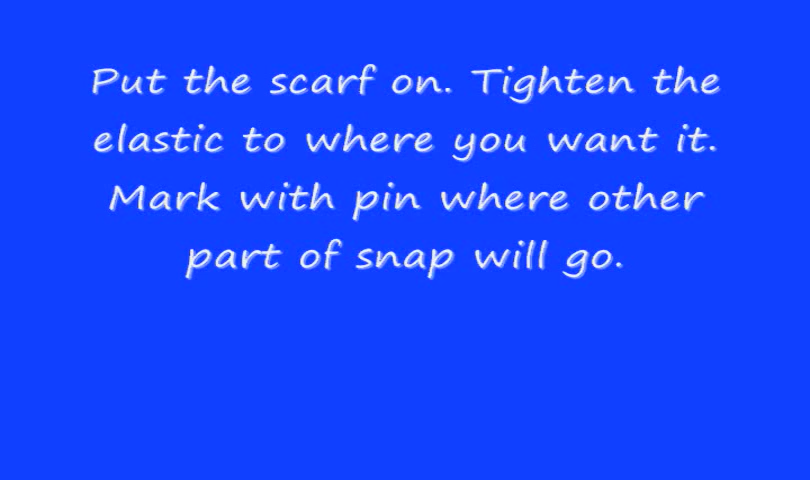 Put the scarf on. Tighten the
elastic to where you want it.
Mark with pin where other
part of snap will go.